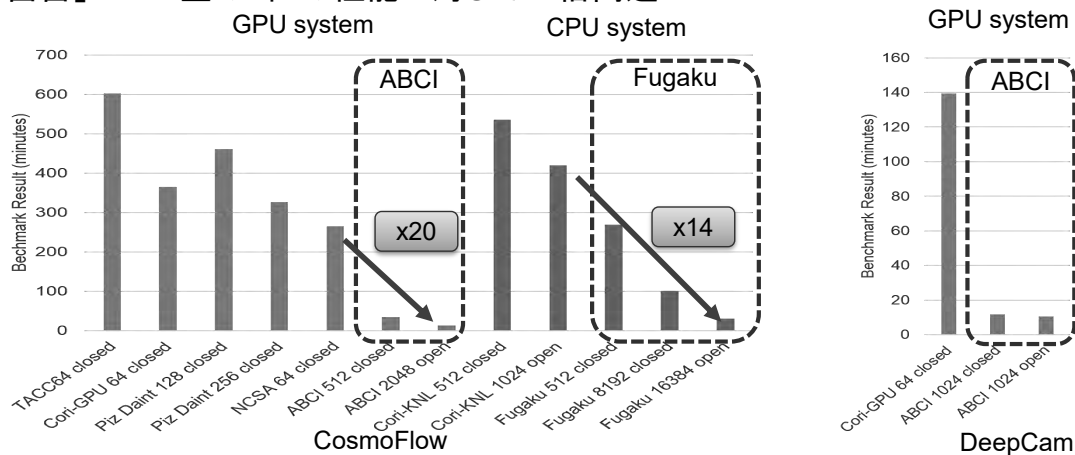 GPU system
CPU system
700
600
500
400
300
200
100
0
Bechmark Result (minutes)
ABCI
Fugaku
x20
x14
TACC64 closed
Cori-GPU 64 closed
Piz Daint 128 closed
Piz Daint 256 closed
NCSA 64 closed
ABCI 512 closed
ABCI 2048 open
Cori-KNL 512 closed
Cori-KNL 1024 open
Fugaku 512 closed
Fugaku 8192 closed
Fugaku 16384 open
CosmoFlow
GPU system
160
140
120
100
80
60
40
20
0
Benchmark Result (minutes)
ABCI
Cori-GPU 64 closed
ABCI 1024 closed
ABCI 1024 open
DeepCam